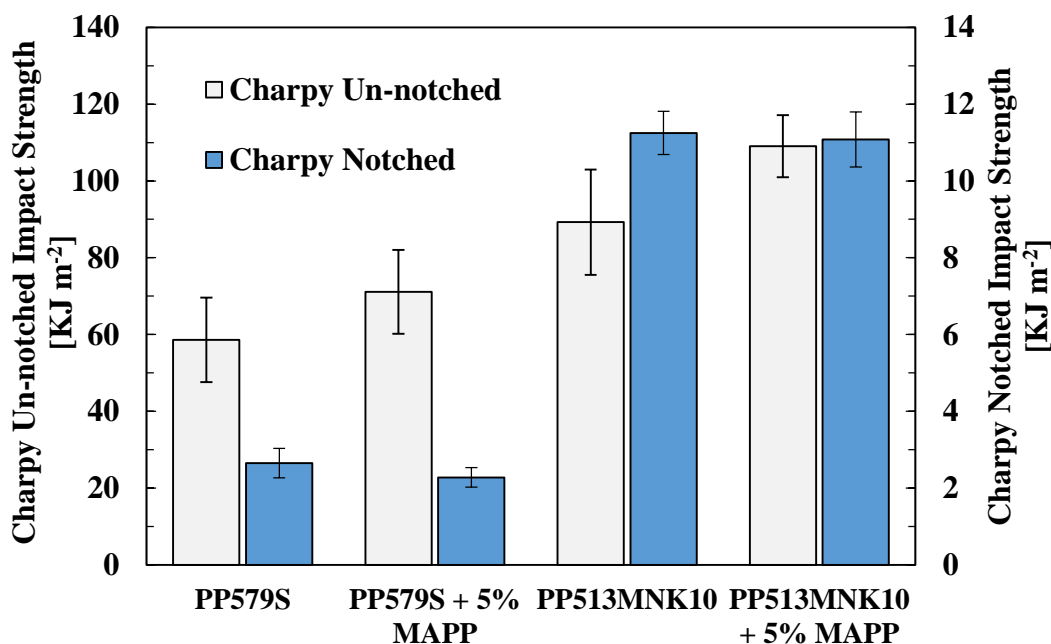 Charpy Un-notched Impact Strength
[KJ m-2]
140
120
100
80
60
40
20
0
Charpy Un-notched
Charpy Notched
14
12
10
8
6
4
2
0
Charpy Notched Impact Strength
[KJ m-2]
PP579S
PP579S + 5%
MAPP
PP513MNK10
PP513MNK10
+ 5% MAPP